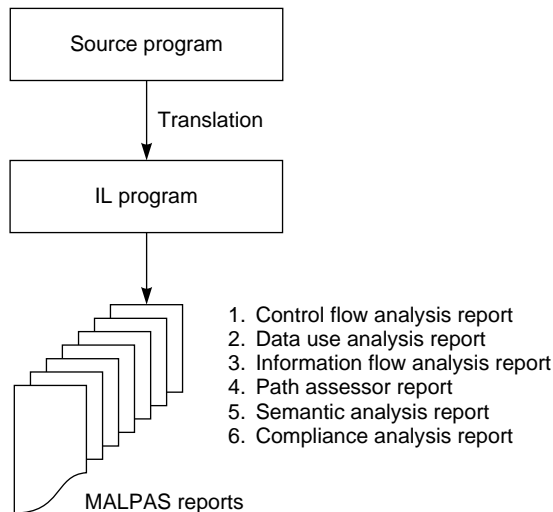 Source program
Translation
IL program
1. Control flow analysis report
2. Data use analysis report
3. Information flow analysis report
4. Path assessor report
5. Semantic analysis report
6. Compliance analysis report
MALPAS reports